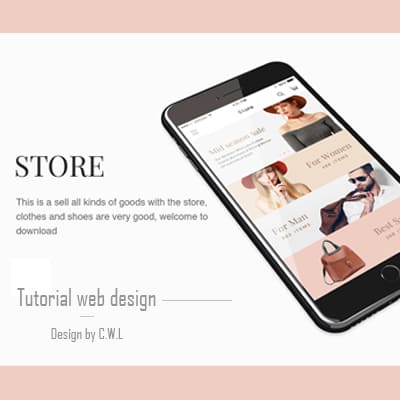 STORE
This is a sell all kinds of goods with the store,
clothes and shoes are very good, welcome to
download
Tutorial web design
Design by C.W.L
Store
Mid season sale
For Women
For Man
Best S